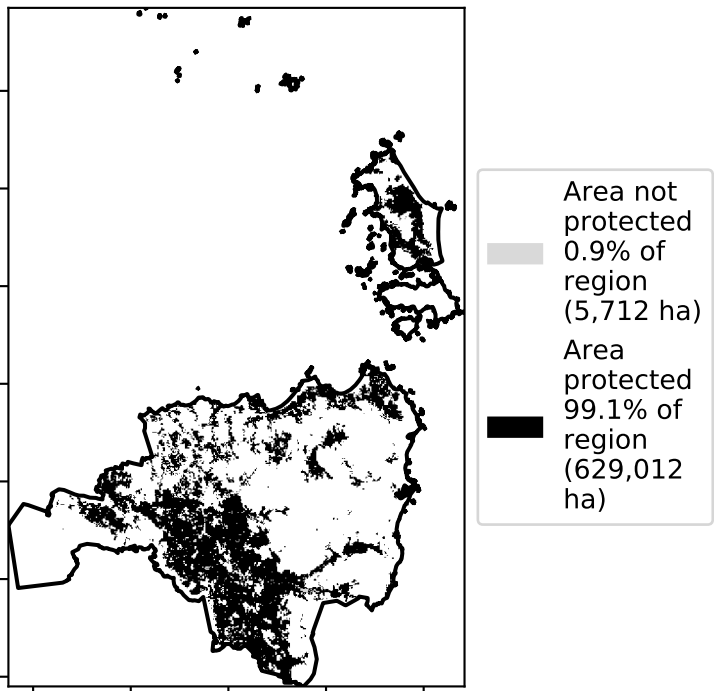 Area not
protected
0.9% of
region
(5,712 ha)
Area
protected
99.1% of
region
(629,012
ha)